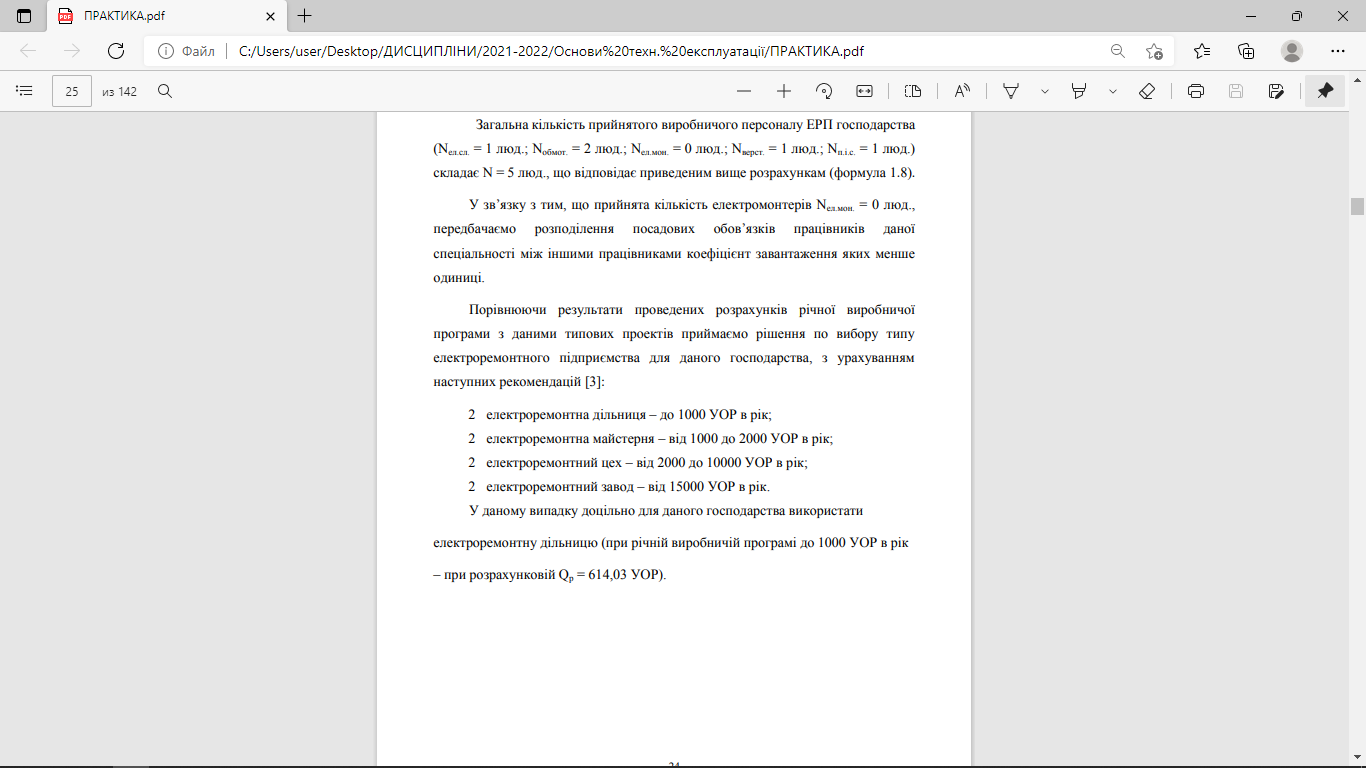 ПРАКТИКА.pdf
Файл
C:/Users/user/Desktop/ДИСЦИПЛІНИ/2021-2022/Основи%20техн.%20експлуатації/ПРАКТИКА.pdf
25 из 142
Загальна кількість прийнятого виробничого персоналу ЕРП господарства
(Nел.сл. = 1 люд.; Nобмот. = 2 люд.; Nел.мон. = 0 люд.; Nверст. = 1 люд.; Nп.і.с. = 1 люд.)
складає N = 5 люд., що відповідає приведеним вище розрахункам (формула 1.8).
У зв’язку з тим, що прийнята кількість електромонтерів Nел.мон. = 0 люд.,
передбачаємо розподілення посадових обов’язків працівників даної
спеціальності між іншими працівниками коефіцієнт завантаження яких менше
одиниці.
Порівнюючи результати проведених розрахунків річної виробничої
програми з даними типових проектів приймаємо рішення по вибору типу
електроремонтного підприємства для даного господарства, з урахуванням
наступних рекомендацій [3]:
2 електроремонтна дільниця – до 1000 УОР в рік;
2 електроремонтна майстерня – від 1000 до 2000 УОР в рік;
2 електроремонтний цех – від 2000 до 10000 УОР в рік;
2 електроремонтний завод – від 15000 УОР в рік.
У даному випадку доцільно для даного господарства використати
електроремонтну дільницю (при річній виробничій програмі до 1000 УОР в рік
– при розрахунковій Qр = 614,03 УОР).